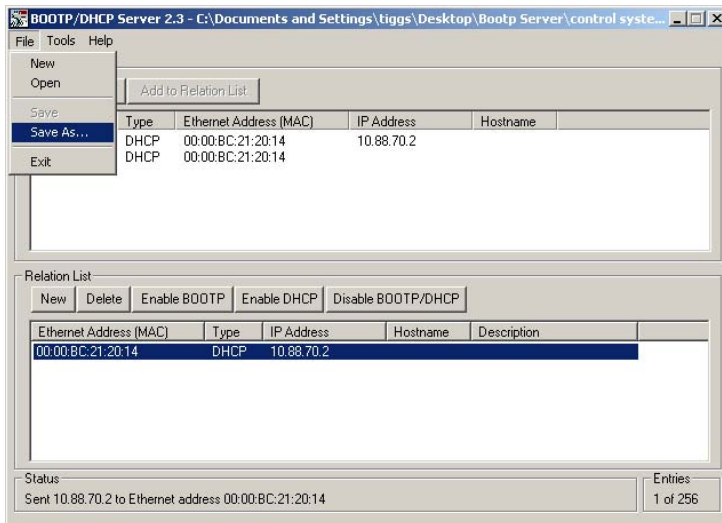 BOOTP/DHCP Server 2.3 - C:\Documents and Settings\tiggs\Desktop\Bootp Server\control syste...
File Tools Help
New
Open
Save
Save As...
Exit
Add to Relation List
Type Ethernet Address (MAC) IP Address Hostname
DHCP 00:00:BC:21:20:14 10.88.70.2
DHCP 00:00:BC:21:20:14
Relation List
New Delete Enable BOOTP Enable DHCP Disable BOOTP/DHCP
Ethernet Address (MAC) Type IP Address Hostname Description
00:00:BC:21:20:14 DHCP 10.88.70.2
Status
Sent 10.88.70.2 to Ethernet address 00:00:BC:21:20:14
Entries
1 of 256